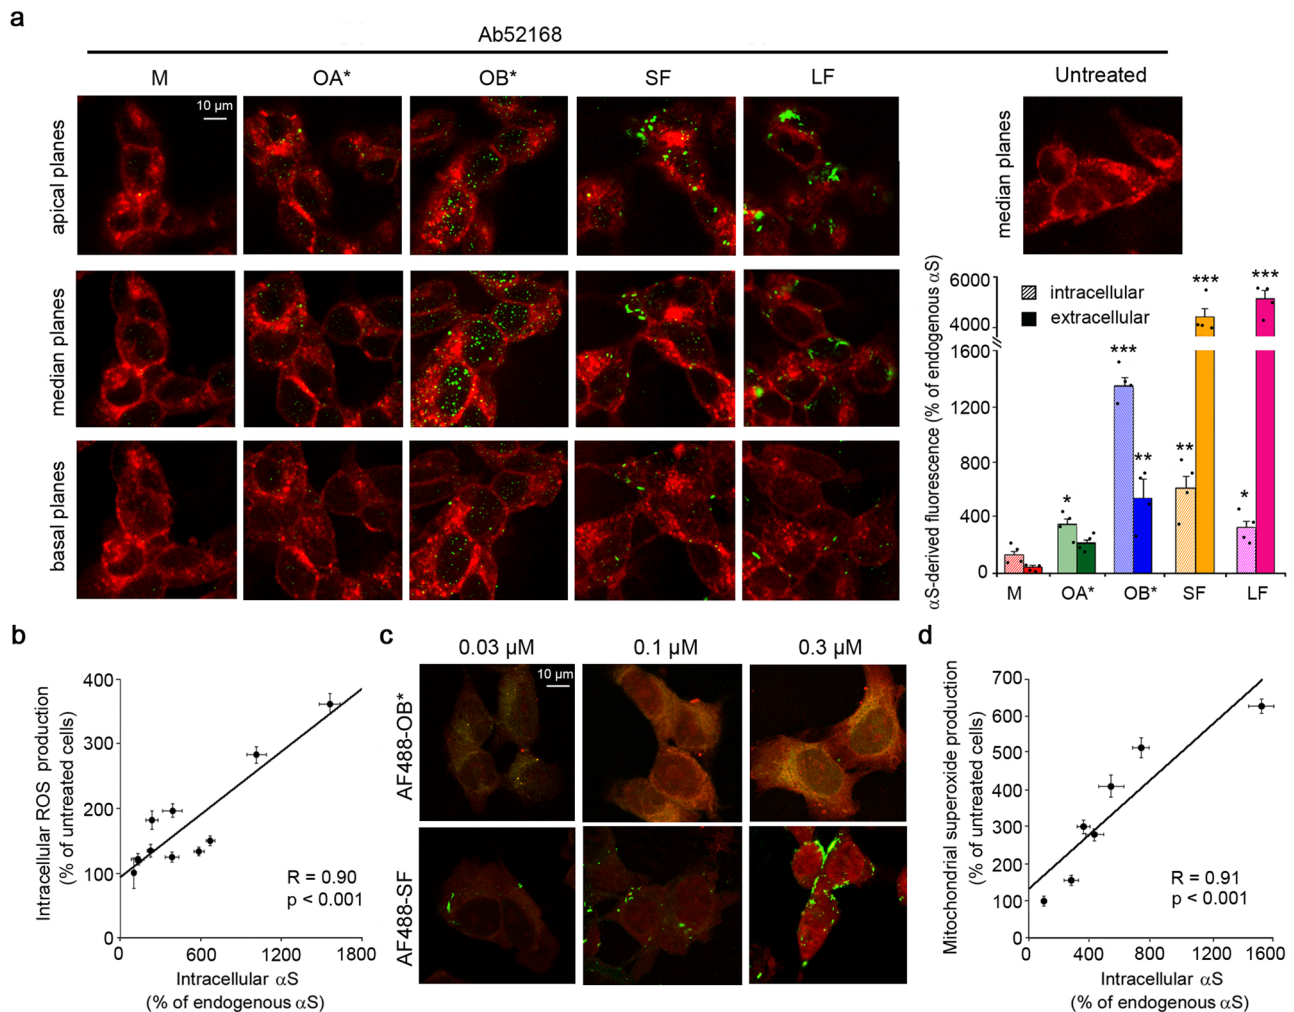 a
Ab52168
M
OA*
OB*
SF
LF
Untreated
10 µm
apical planes
median planes
basal planes
median planes
αS-derived fluorescence (% of endogenous αS)
6000
4000
1600
1200
800
400
0
intracellular
extracellular
*
***
**
**
***
*
***
M
OA*
OB*
SF
LF
b
Intracellular ROS production
(% of untreated cells)
400
300
200
100
0
R = 0.90
p < 0.001
0
600
1200
1800
Intracellular αS
(% of endogenous αS)
c
0.03 µM
0.1 µM
0.3 µM
10 µm
AF488-OB*
AF488-SF
d
Mitochondrial superoxide production
(% of untreated cells)
700
600
500
400
300
200
100
0
R = 0.91
p < 0.001
0
400
800
1200
1600
Intracellular αS
(% of endogenous αS)